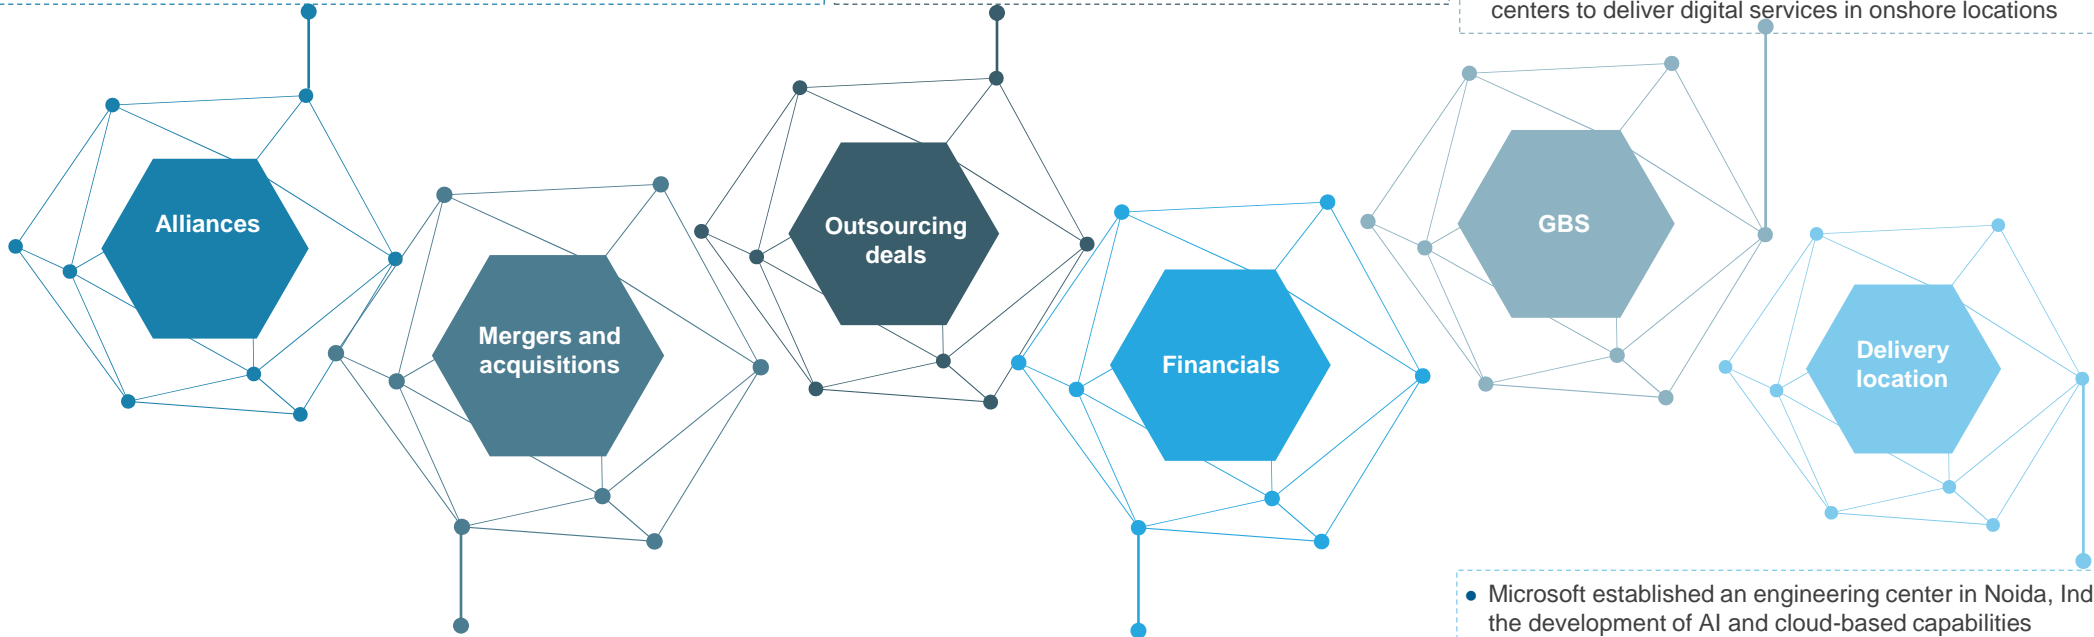 centers to deliver digital services in onshore locations
Alliances
Mergers and
acquisitions
Outsourcing
deals
Financials
GBS
Delivery
location
• Microsoft established an engineering center in Noida, Ind
the development of AI and cloud-based capabilities